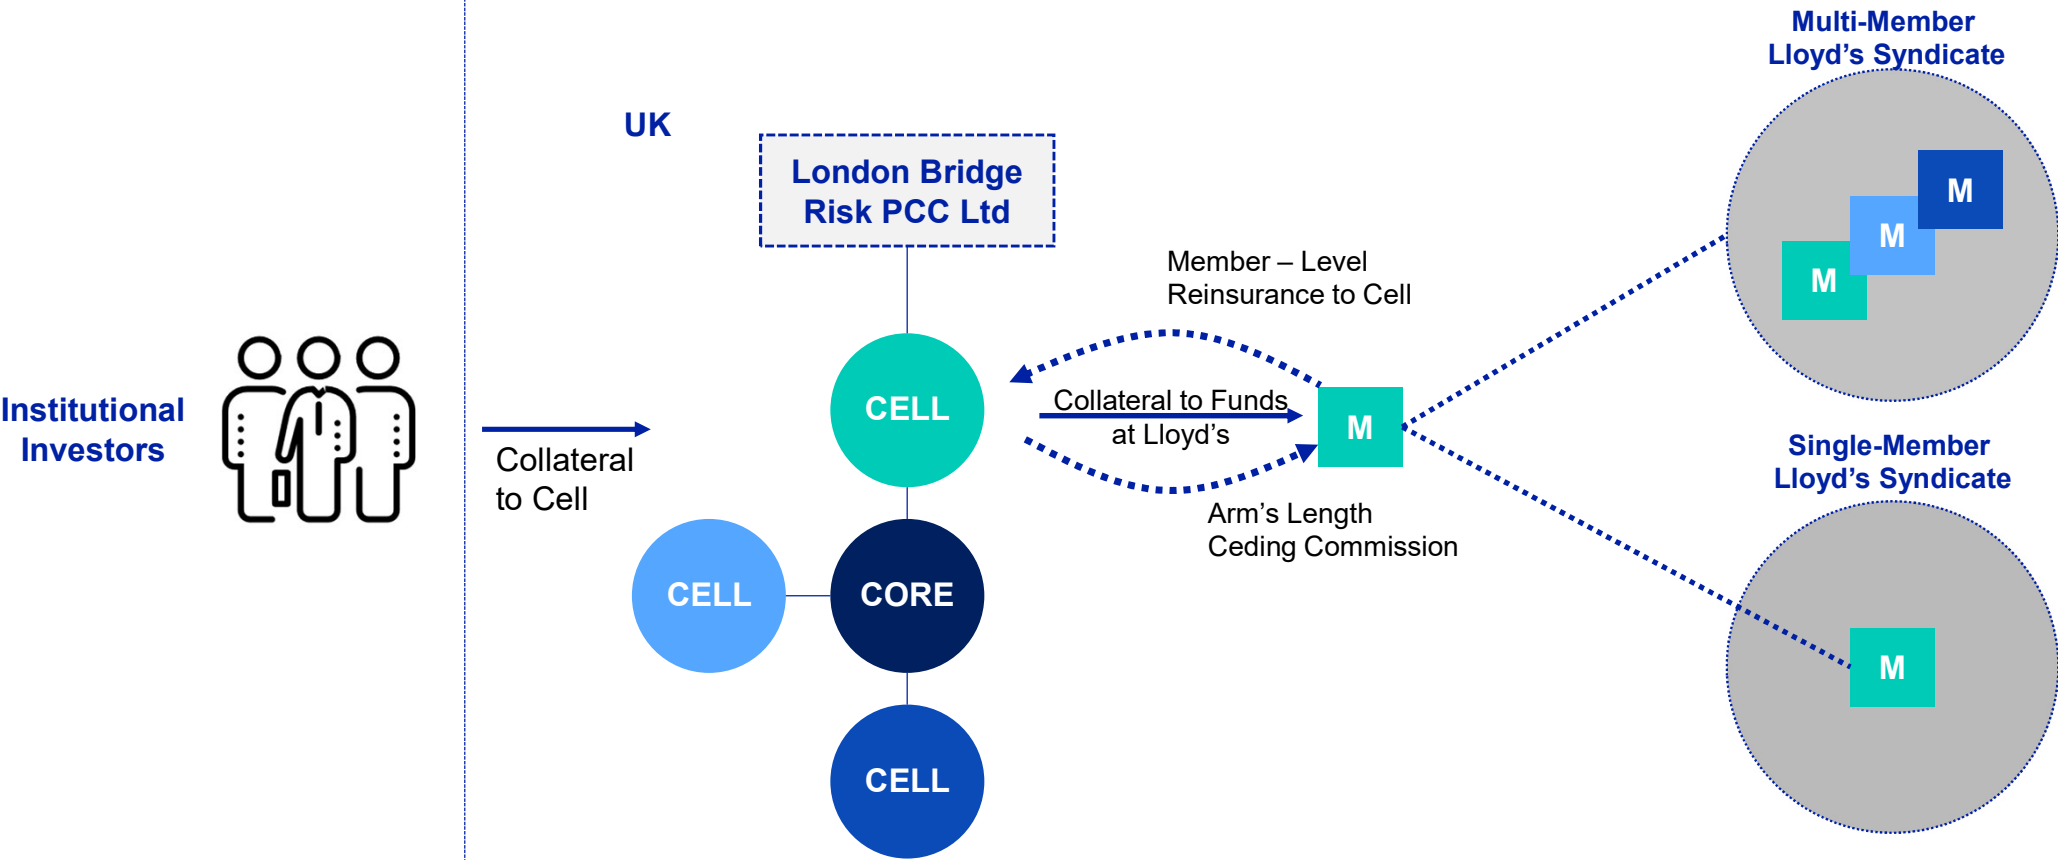 Institutional
Investors
Collateral
to Cell
UK
London Bridge
Risk PCC Ltd
CELL
CELL
CORE
CELL
Member – Level
Reinsurance to Cell
Collateral to Funds
at Lloyd's
Arm's Length
Ceding Commission
M
Multi-Member
Lloyd's Syndicate
M
M
M
Single-Member
Lloyd's Syndicate
M